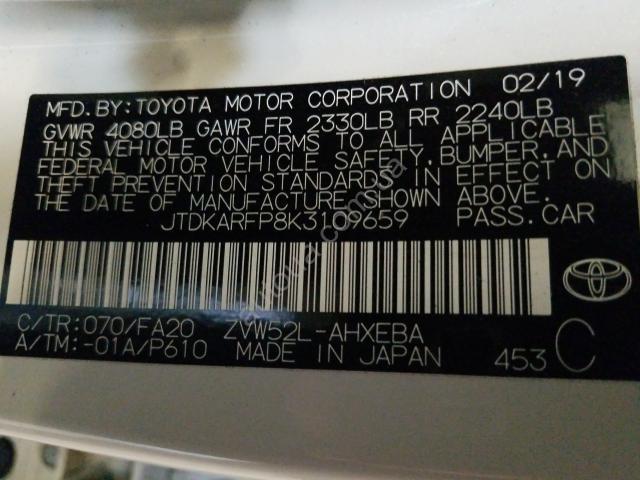 MFD.BY:TOYOTA MOTOR CORPORATION 02/19
GVWR 4080LB GAWR FR 2330LB RR 2240LB
THIS VEHICLE CONFORMS TO ALL APPLICABLE
FEDERAL MOTOR VEHICLE SAFETY, BUMPER, AND
THEFT PREVENTION STANDARDS IN EFFECT ON
THE DATE OF MANUFACTURE SHOWN ABOVE.
JTDKARFP8K3109659 PASS.CAR
C/TR:070/FA20 ZVW52L-AHXEBA
A/TM:-01A/P610 MADE IN JAPAN 453 C